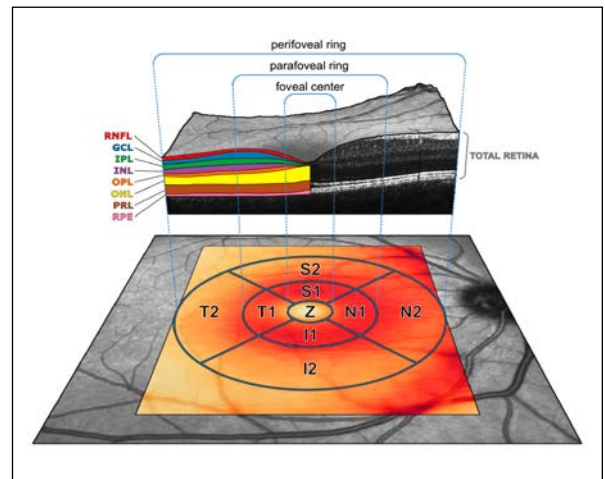 perifoveal ring
parafoveal ring
foveal center
RNFL
GCL
IPL
INL
OPL
ONL
PRL
RPE
TOTAL RETINA
S2
S1
T2 T1 Z N1 N2
I1
I2